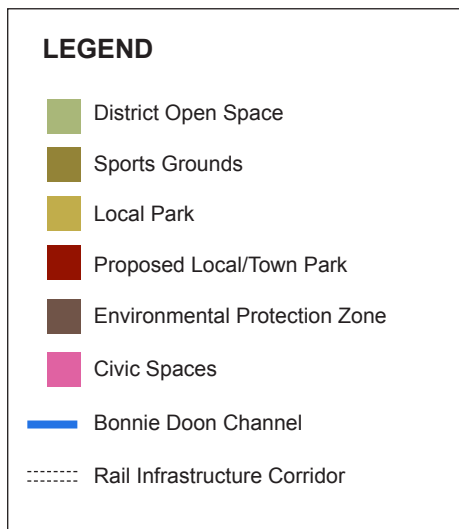 LEGEND
District Open Space
Sports Grounds
Local Park
Proposed Local/Town Park
Environmental Protection Zone
Civic Spaces
Bonnie Doon Channel
Rail Infrastructure Corridor